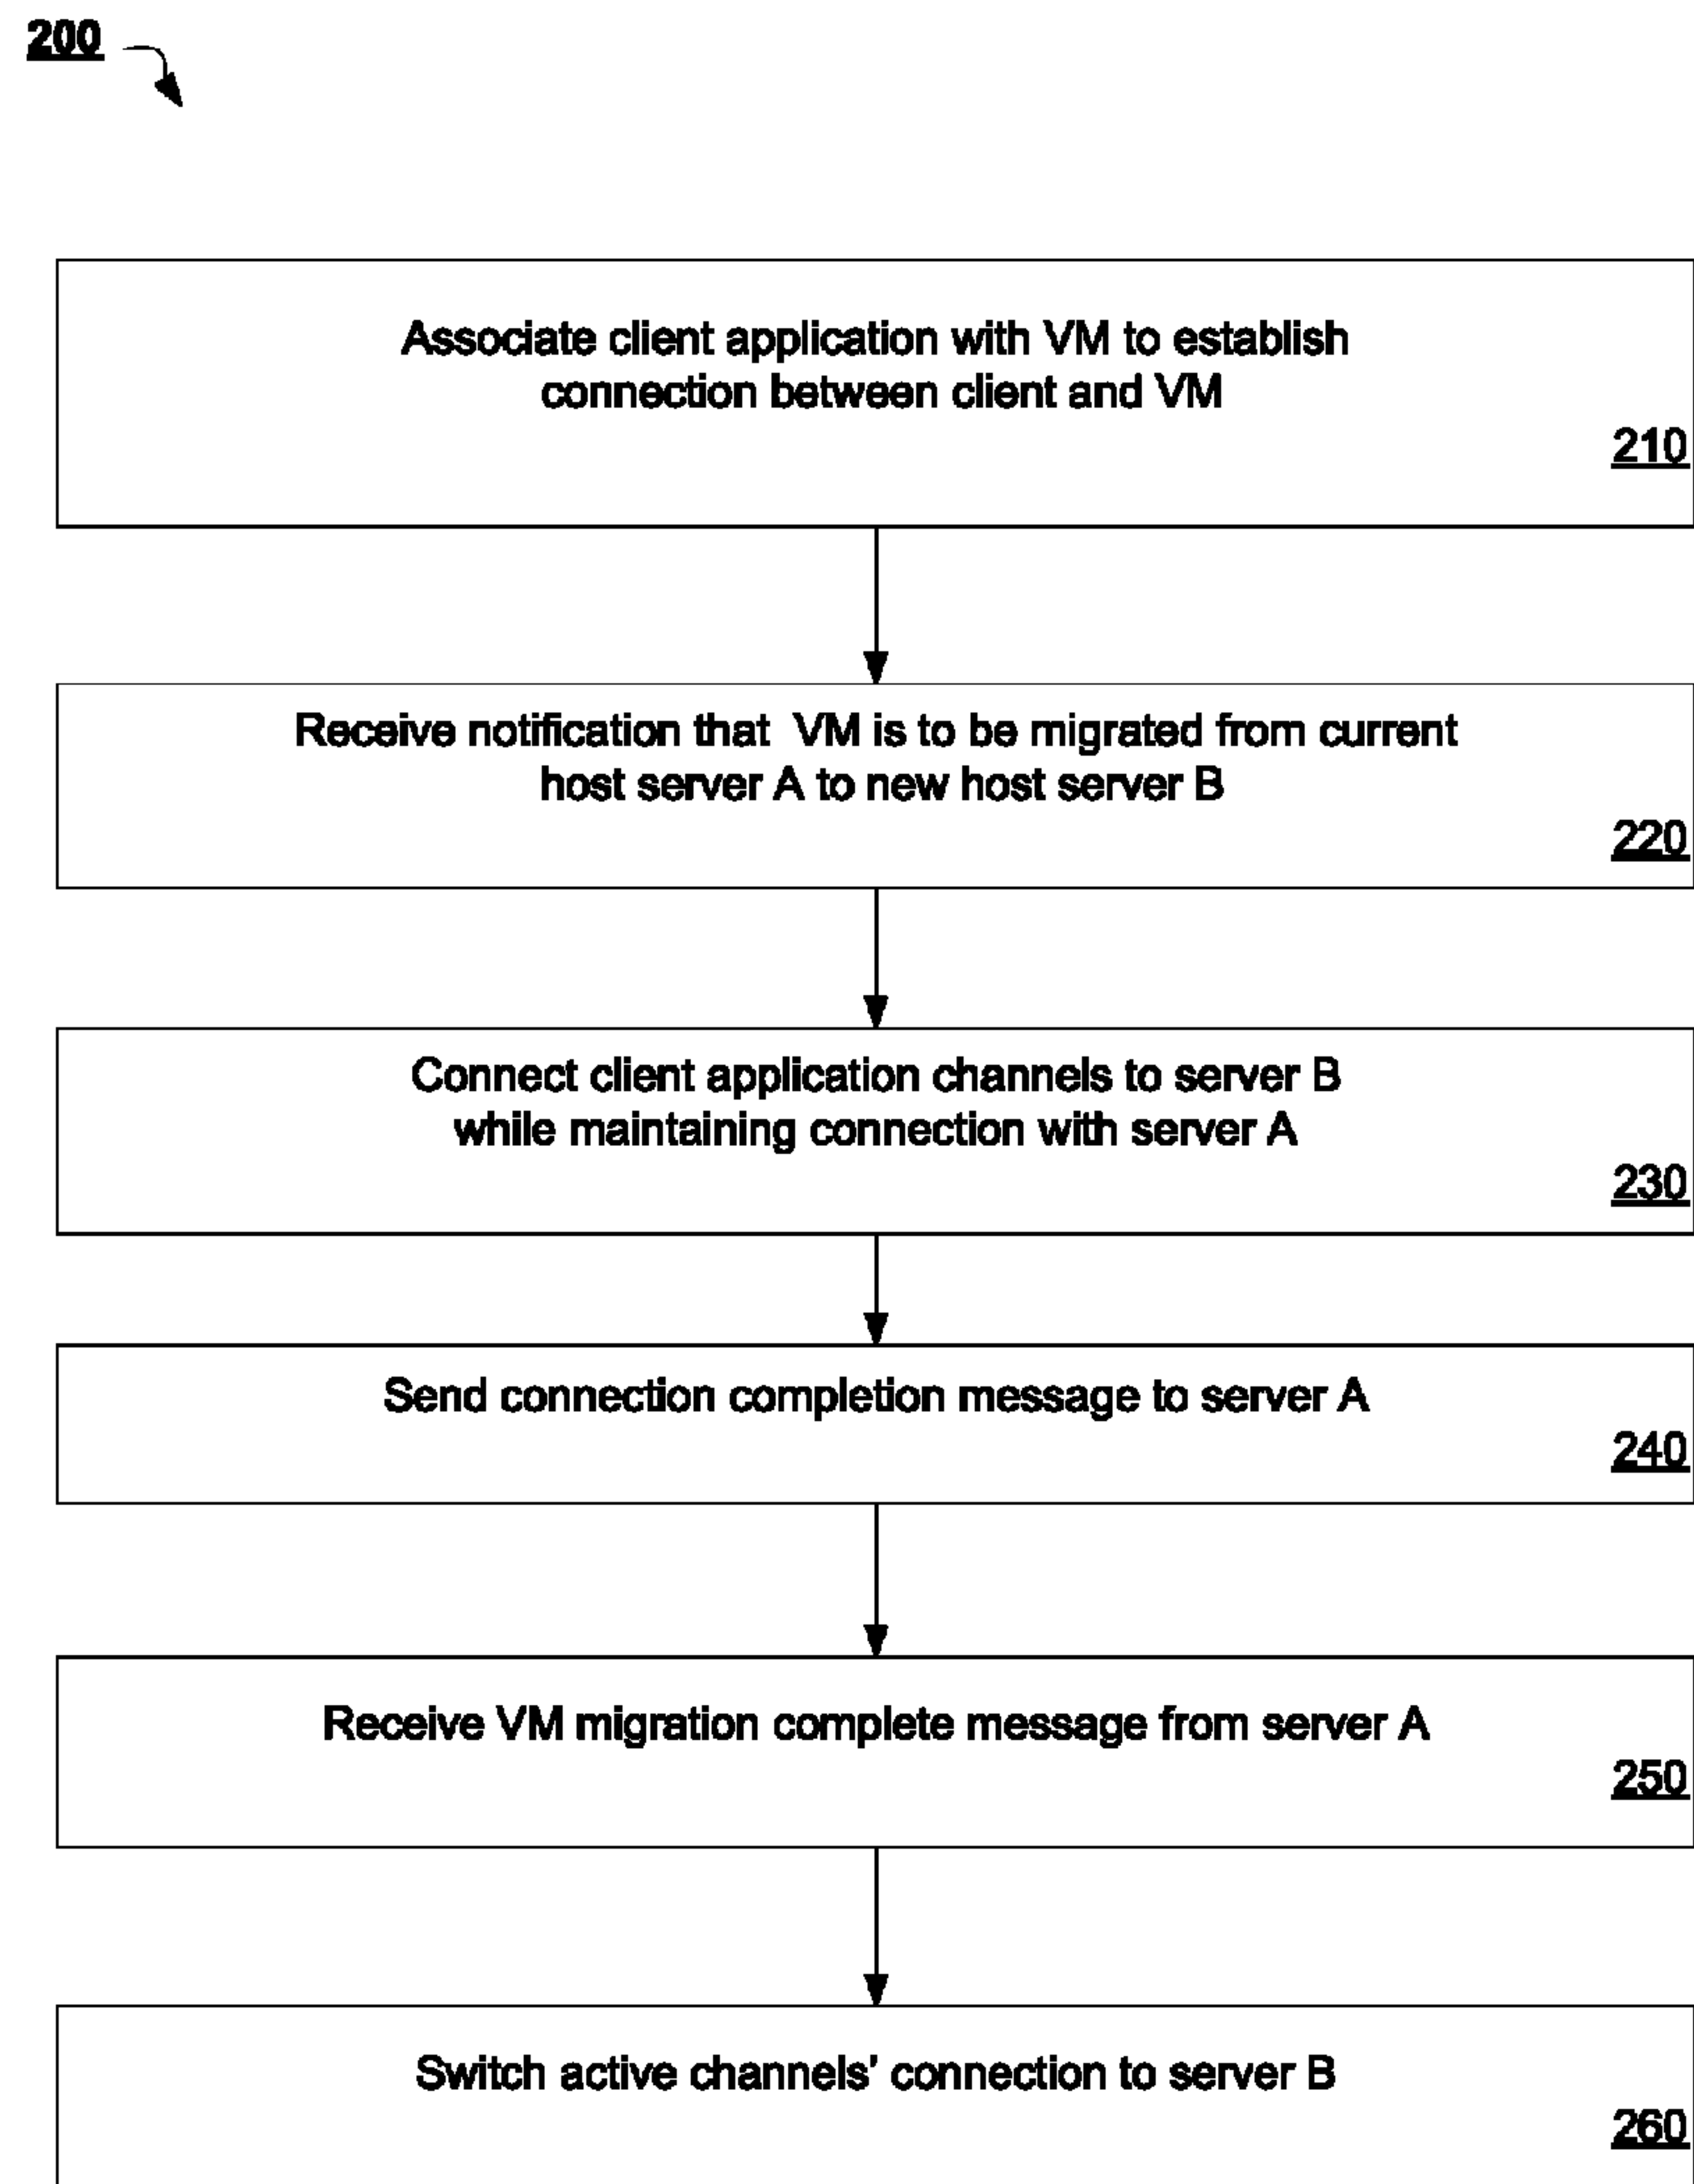 200
Associate client application with VM to establish
connection between client and VM
210
Receive notification that VM is to be migrated from current
host server A to new host server B
220
Connect client application channels to server B
while maintaining connection with server A
230
Send connection completion message to server A
240
Receive VM migration complete message from server A
250
Switch active channels’ connection to server B
260